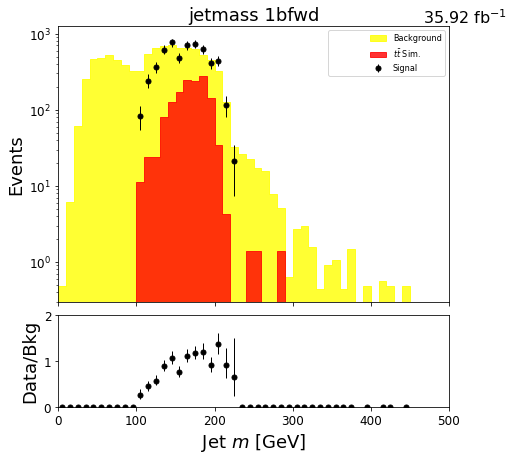 jetmass 1bfwd
35.92 fb⁻¹
Background
tt̄ Sim.
Signal
Events
10³
10²
10¹
10⁰
Data/Bkg
2
1
0
0 100 200 300 400 500
Jet m [GeV]